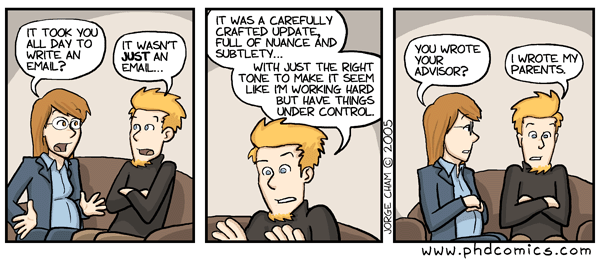 IT TOOK YOU
ALL DAY TO
WRITE AN
EMAIL?
IT WASN'T
JUST AN
EMAIL...
IT WAS A CAREFULLY
CRAFTED UPDATE,
FULL OF NUANCE AND
SUBTLETY...
WITH JUST THE RIGHT
TONE TO MAKE IT SEEM
LIKE I'M WORKING HARD
BUT HAVE THINGS
UNDER CONTROL.
JORGE CHAM © 2005
YOU WROTE
YOUR
ADVISOR?
I WROTE MY
PARENTS.
www.phdcomics.com